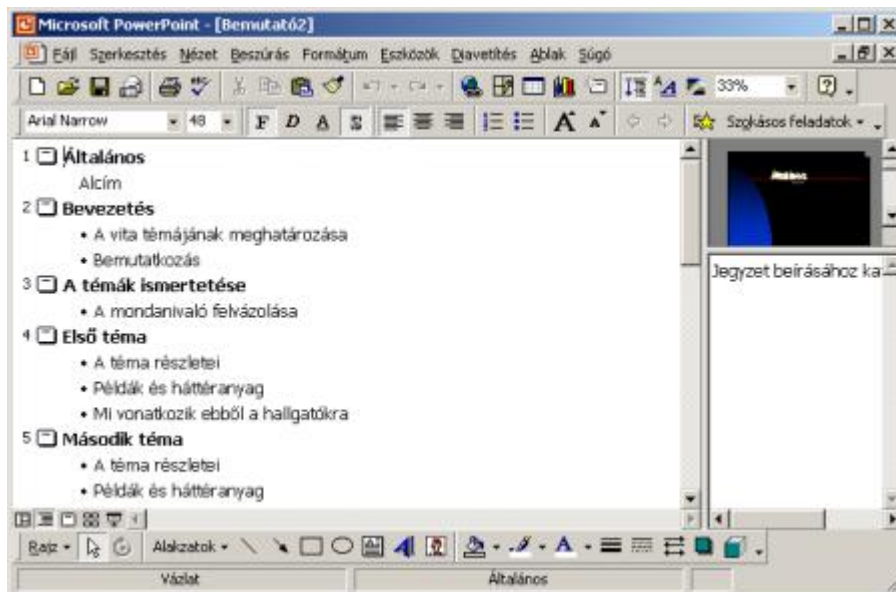 Microsoft PowerPoint - [Bemutató2]
Fájl Szerkesztés Nézet Beszúrás Formátum Eszközök Diavetítés Ablak Súgó
33%
Arial Narrow 48 F D A S A A Szokásos feladatok
1 Általános
Alcím
2 Bevezetés
• A vita témájának meghatározása
• Bemutatkozás
3 A témák ismertetése
• A mondanivaló felvázolása
4 Első téma
• A téma részletei
• Példák és háttéranyag
• Mi vonatkozik ebből a hallgatókra
5 Második téma
• A téma részletei
• Példák és háttéranyag
Általános
Jegyzet beírásához ka
Rajz Alakzatok
Vázlat Általános